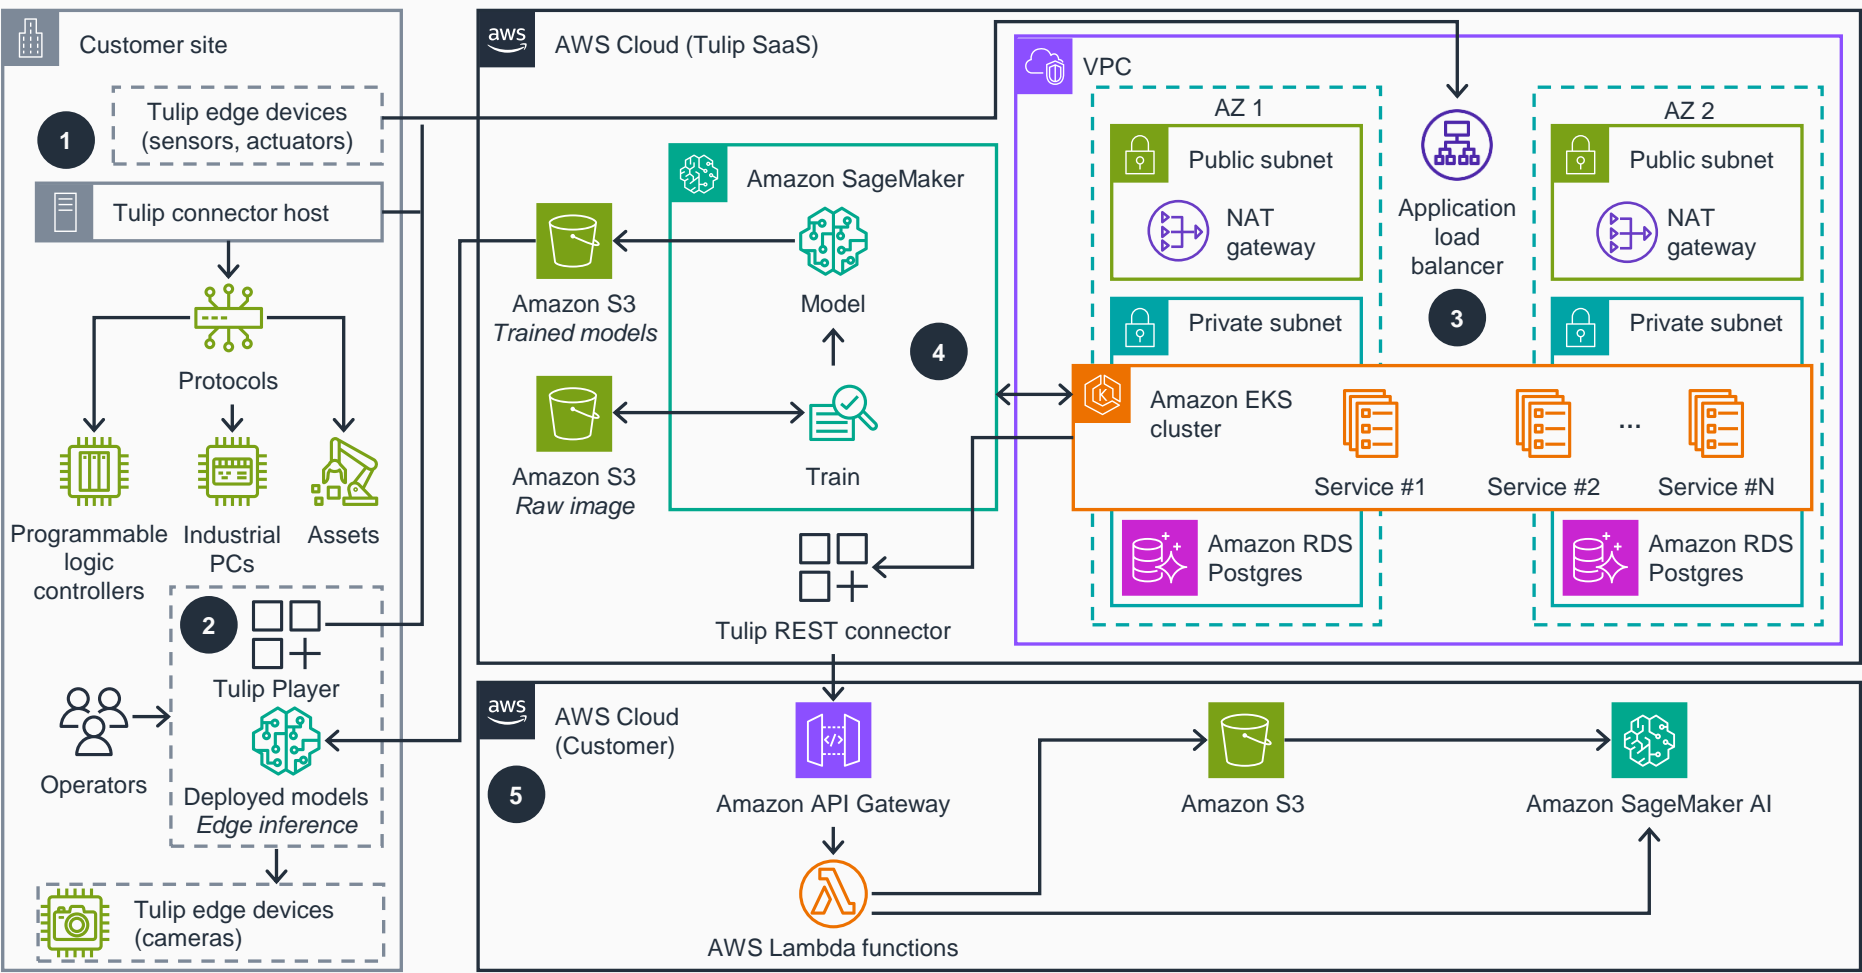 Customer site
1
Tulip edge devices
(sensors, actuators)
Tulip connector host
Protocols
Programmable
logic
controllers
Industrial
PCs
Assets
2
Tulip Player
Operators
Deployed models
Edge inference
Tulip edge devices
(cameras)
aws
AWS Cloud (Tulip SaaS)
Amazon S3
Trained models
Amazon S3
Raw image
Amazon SageMaker
Model
4
Train
Tulip REST connector
VPC
AZ 1
Public subnet
NAT
gateway
Private subnet
Application
load
balancer
3
AZ 2
Public subnet
NAT
gateway
Private subnet
K
Amazon EKS
cluster
Service #1
Service #2
...
Service #N
Amazon RDS
Postgres
Amazon RDS
Postgres
aws
AWS Cloud
(Customer)
5
</>
Amazon API Gateway
AWS Lambda functions
Amazon S3
Amazon SageMaker AI